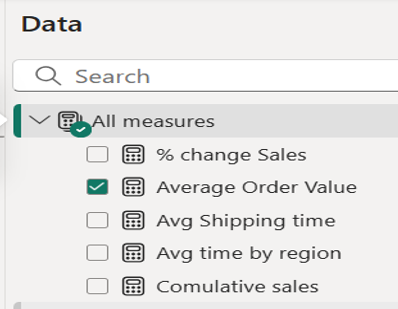 Data
Search
All measures
% change Sales
Average Order Value
Avg Shipping time
Avg time by region
Comulative sales